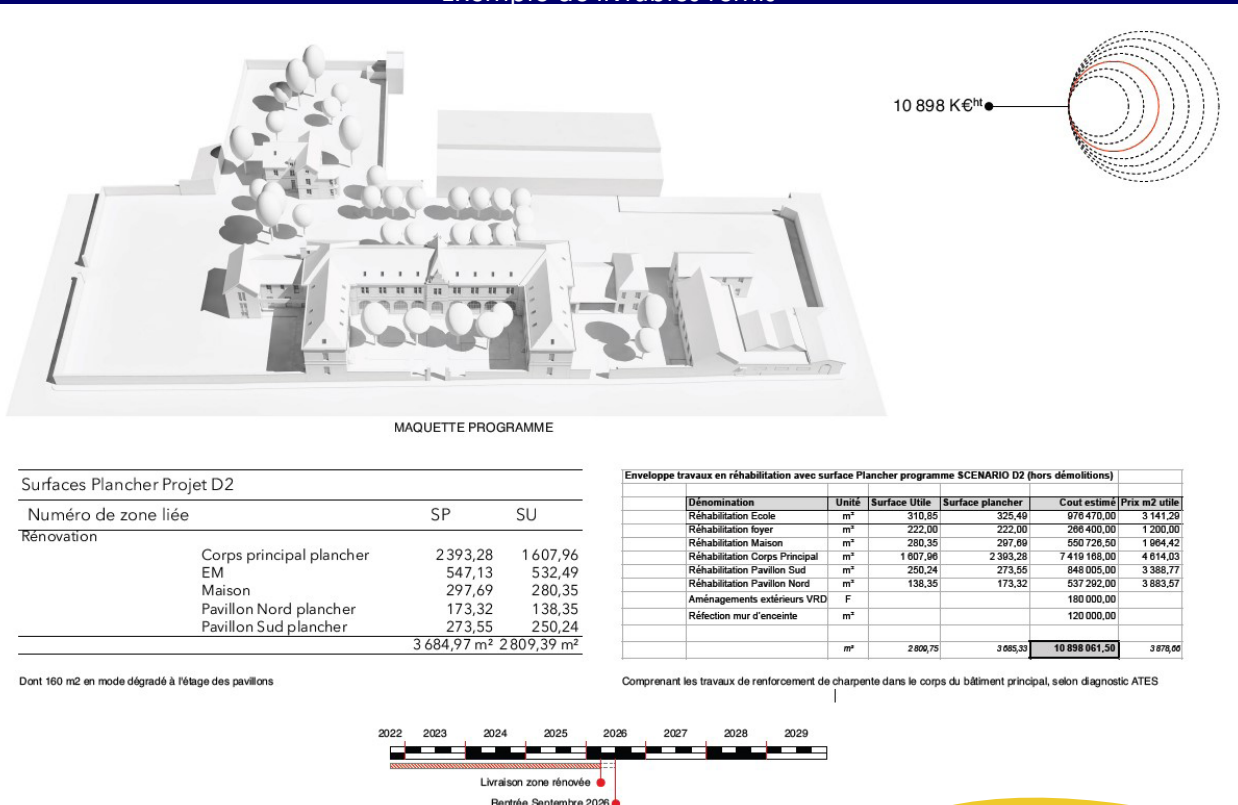 Exemple de livrables remis
10 898 K€ht
MAQUETTE PROGRAMME
Surfaces Plancher Projet D2
Numéro de zone liée SP SU
Rénovation
Corps principal plancher 2 393,28 1 607,96
EM 547,13 532,49
Maison 297,69 280,35
Pavillon Nord plancher 173,32 138,35
Pavillon Sud plancher 273,55 250,24
3 684,97 m² 2 809,39 m²
Dont 160 m2 en mode dégradé à l'étage des pavillons
Enveloppe travaux en réhabilitation avec surface Plancher programme SCENARIO D2 (hors démolitions)
Dénomination Unité Surface Utile Surface plancher Cout estimé Prix m2 utile
Réhabilitation Ecole m² 310,85 325,49 976 470,00 3 141,29
Réhabilitation foyer m² 222,00 222,00 266 400,00 1 200,00
Réhabilitation Maison m² 280,35 297,69 550 726,50 1 964,42
Réhabilitation Corps Principal m² 1 607,96 2 393,28 7 419 168,00 4 614,03
Réhabilitation Pavillon Sud m² 250,24 273,55 848 005,00 3 388,77
Réhabilitation Pavillon Nord m² 138,35 173,32 537 292,00 3 883,57
Aménagements extérieurs VRD F 180 000,00
Réfection mur d'enceinte m² 120 000,00
m² 2 809,75 3 685,33 10 898 061,50 3 878,66
Comprenant les travaux de renforcement de charpente dans le corps du bâtiment principal, selon diagnostic ATES
2022 2023 2024 2025 2026 2027 2028 2029
Livraison zone rénovée
Rentrée Septembre 2026